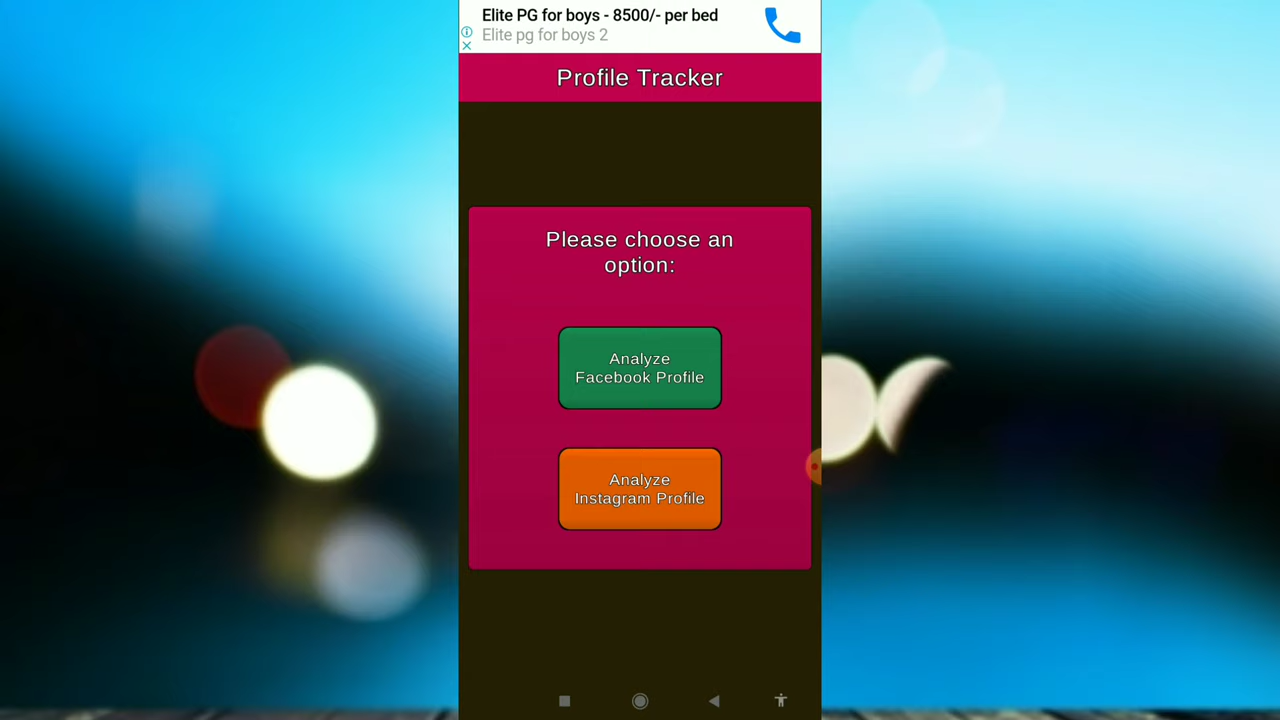 Elite PG for boys - 8500/- per bed
Elite pg for boys 2
Profile Tracker
Please choose an
option:
Analyze
Facebook Profile
Analyze
Instagram Profile